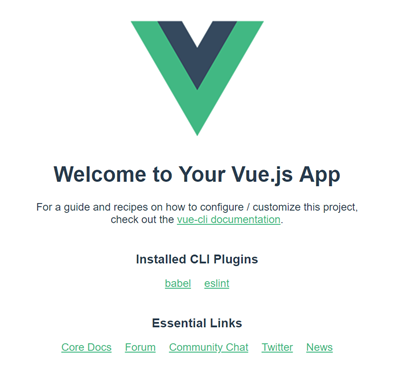 Welcome to Your Vue.js App
For a guide and recipes on how to configure / customize this project,
check out the vue-cli documentation.
Installed CLI Plugins
babel eslint
Essential Links
Core Docs Forum Community Chat Twitter News